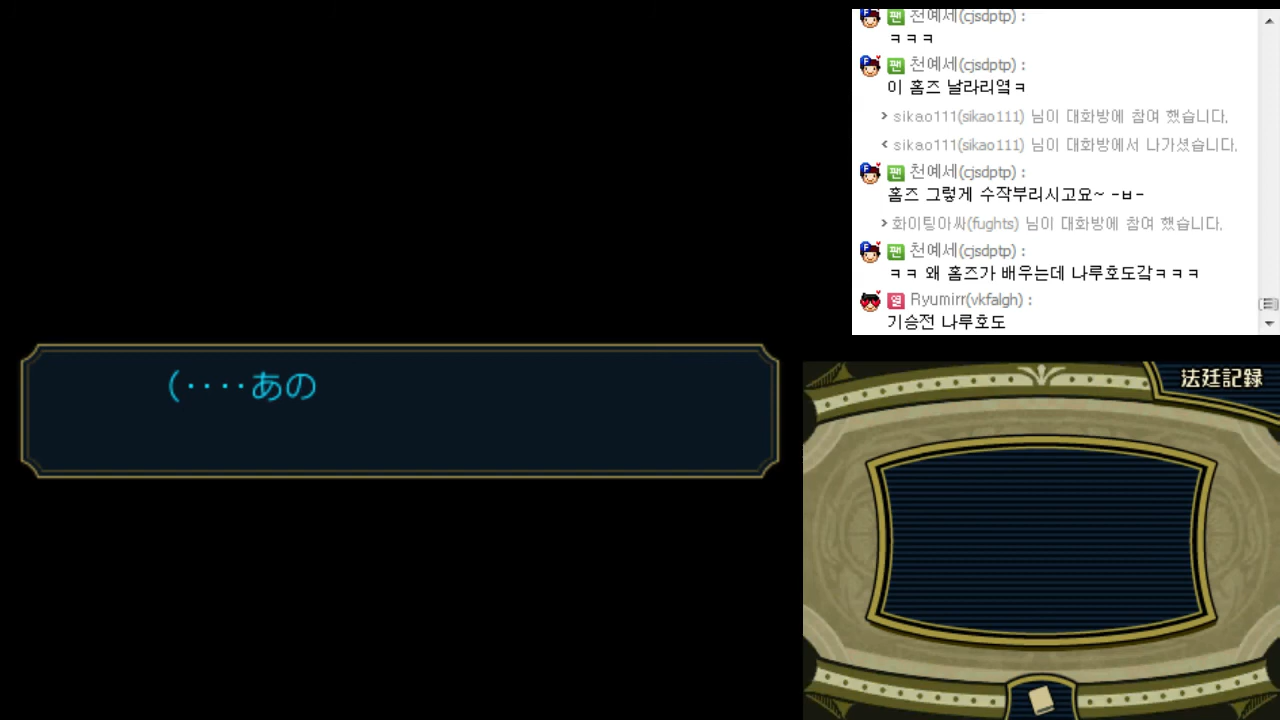 팬 천예세(cjsdptp) :
ㅋㅋㅋ
팬 천예세(cjsdptp) :
이 홈즈 날라리엌ㅋ
> sikao111(sikao111) 님이 대화방에 참여 했습니다.
< sikao111(sikao111) 님이 대화방에서 나가셨습니다.
팬 천예세(cjsdptp) :
홈즈 그렇게 수작부리시고요~ -ㅂ-
> 화이팅아싸(fughts) 님이 대화방에 참여 했습니다.
팬 천예세(cjsdptp) :
ㅋㅋ 왜 홈즈가 배우는데 나루호도갘ㅋㅋㅋ
열 Ryumirr(vkfalgh) :
기승전 나루호도
(‥‥あの
法廷記録